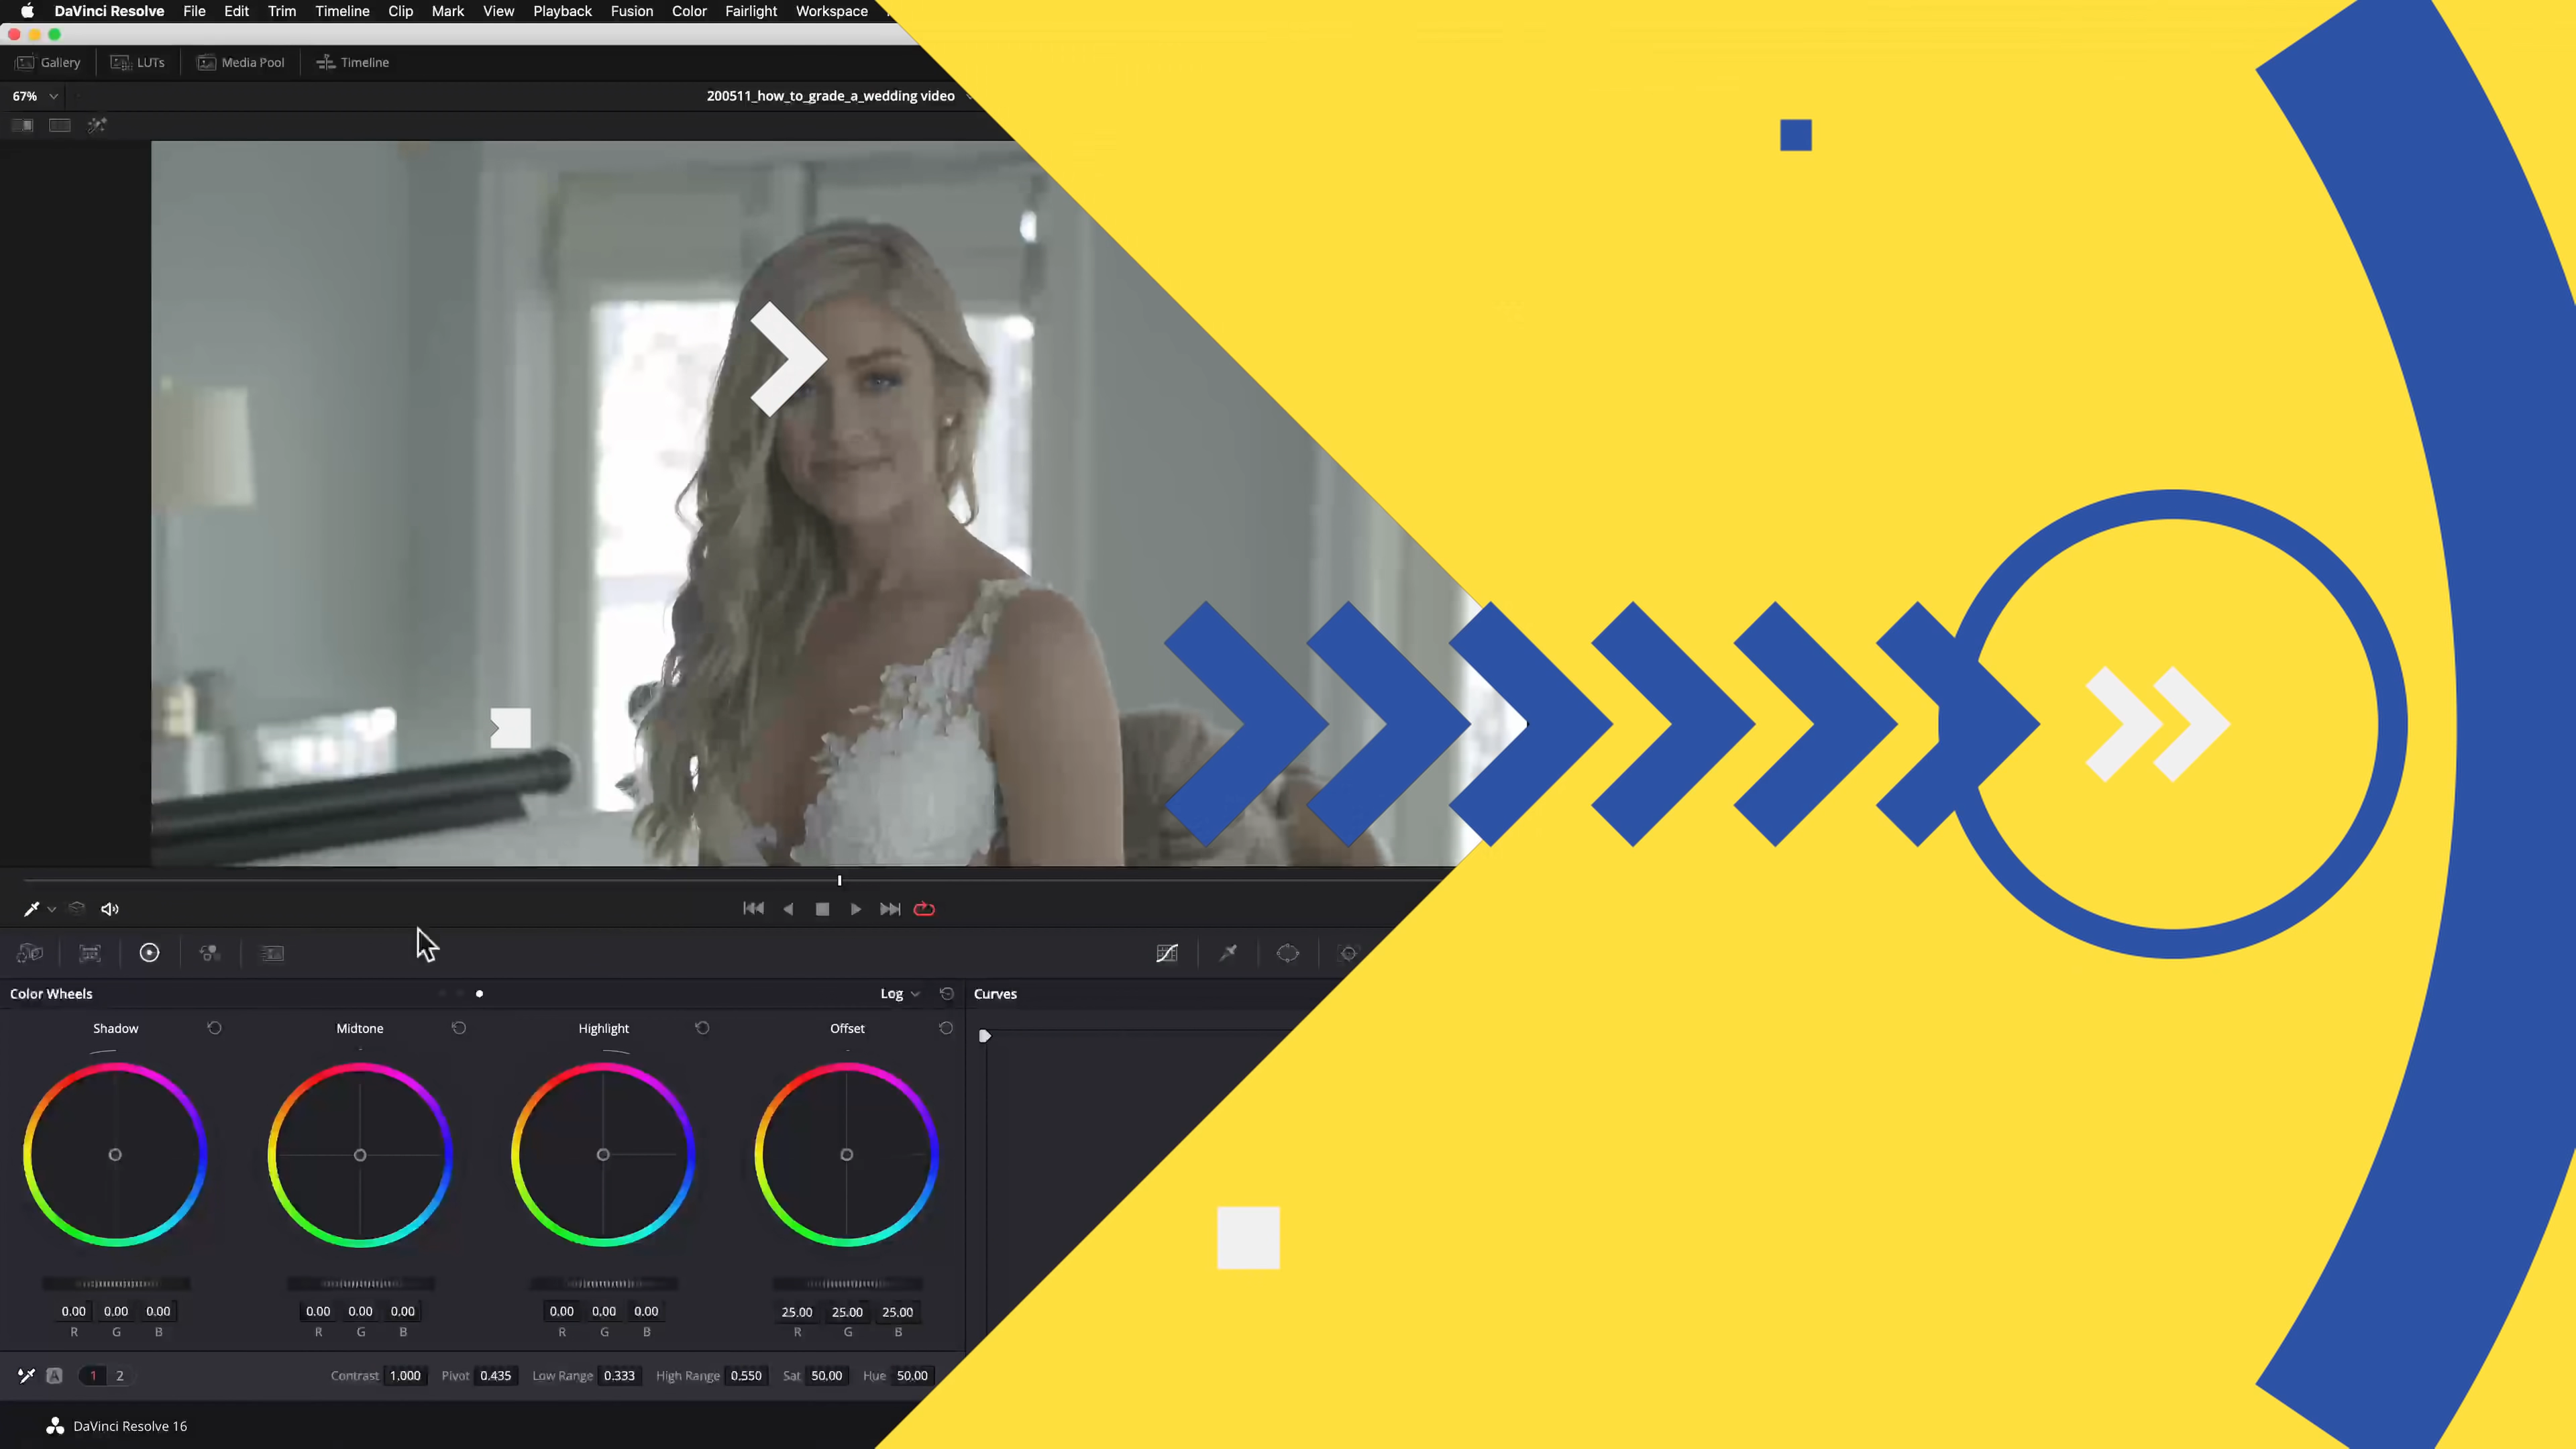 DaVinci Resolve File Edit Trim Timeline Clip Mark View Playback Fusion Color Fairlight Workspace
Gallery LUTs Media Pool Timeline
67% 200511_how_to_grade_a_wedding video
Color Wheels Log Curves
Shadow Midtone Highlight Offset
0.00 0.00 0.00 0.00 0.00 0.00 0.00 0.00 0.00 25.00 25.00 25.00
R G B R G B R G B R G B
A 1 2 Contrast 1.000 Pivot 0.435 Low Range 0.333 High Range 0.550 Sat 50.00 Hue 50.00
DaVinci Resolve 16